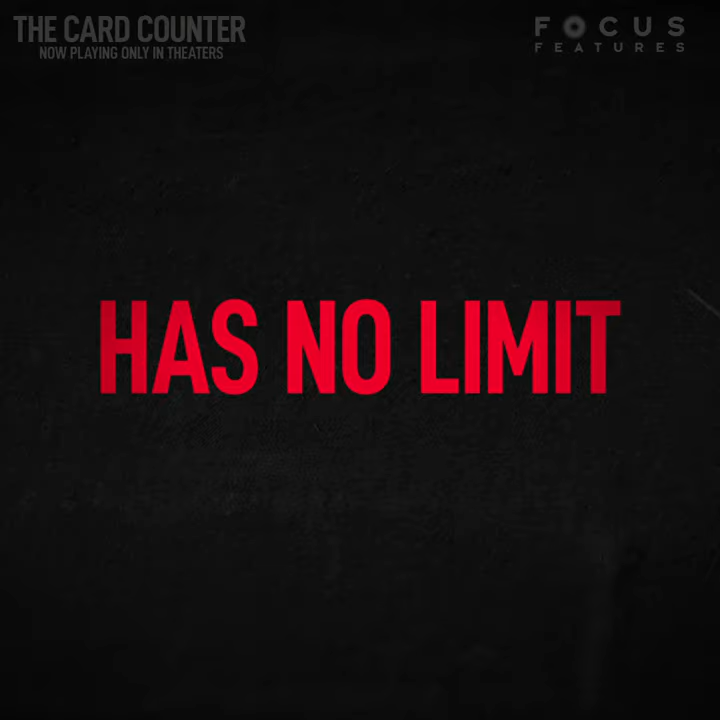 THE CARD COUNTER
NOW PLAYING ONLY IN THEATERS
FOCUS
FEATURES
HAS NO LIMIT